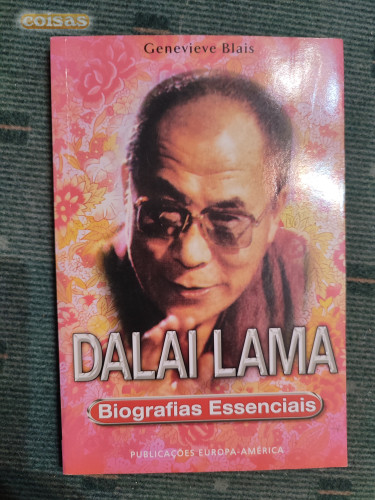 coisas
Genevieve Blais
DALAI LAMA
Biografias Essenciais
PUBLICAÇÕES EUROPA-AMÉRICA